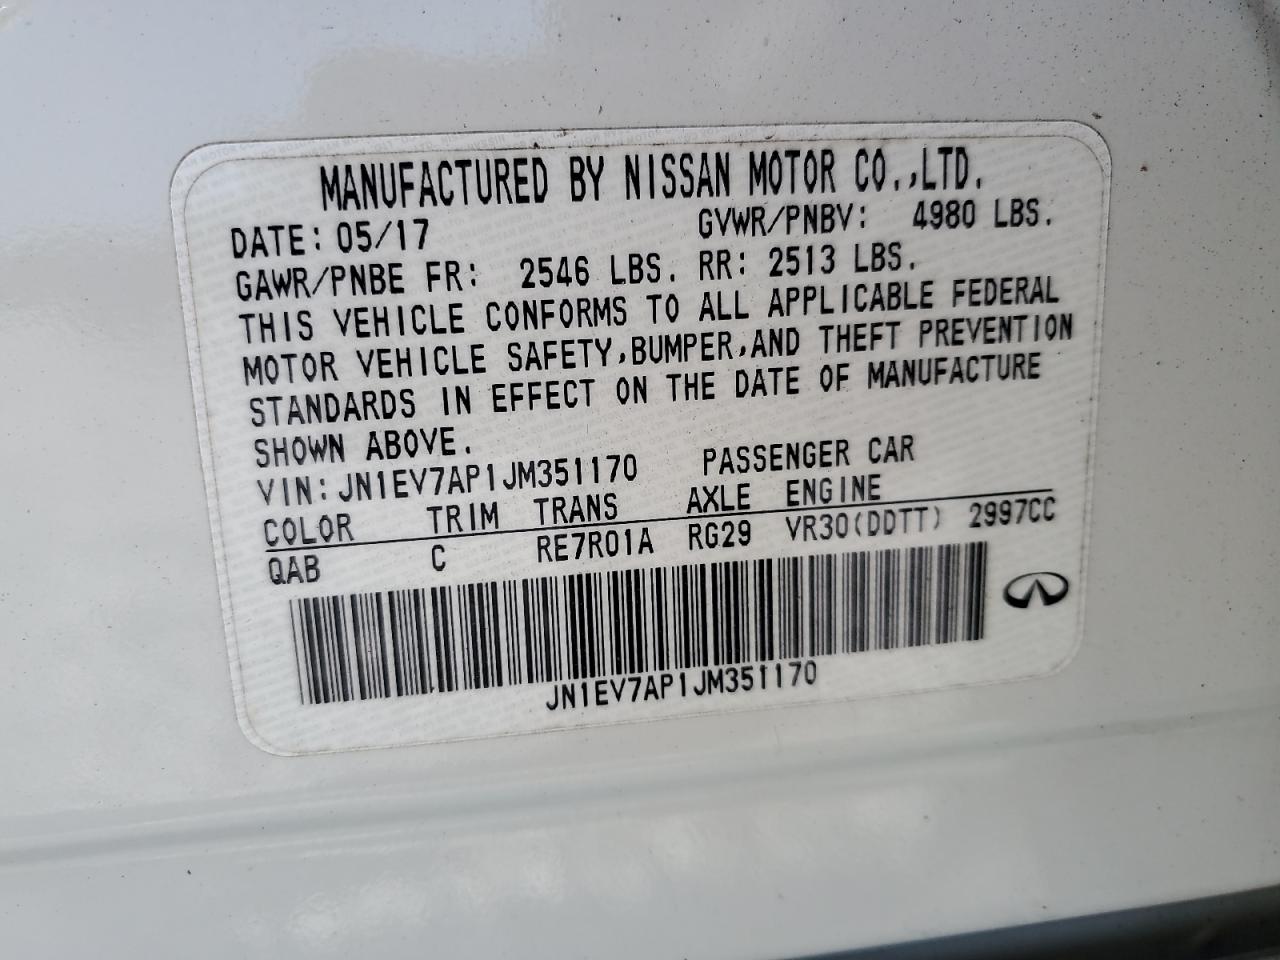 MANUFACTURED BY NISSAN MOTOR CO.,LTD.
DATE: 05/17 GVWR/PNBV: 4980 LBS.
GAWR/PNBE FR: 2546 LBS. RR: 2513 LBS.
THIS VEHICLE CONFORMS TO ALL APPLICABLE FEDERAL
MOTOR VEHICLE SAFETY,BUMPER,AND THEFT PREVENTION
STANDARDS IN EFFECT ON THE DATE OF MANUFACTURE
SHOWN ABOVE.
VIN: JN1EV7AP1JM351170 PASSENGER CAR
COLOR TRIM TRANS AXLE ENGINE
QAB C RE7R01A RG29 VR30(DDTT) 2997CC
JN1EV7AP1JM351170